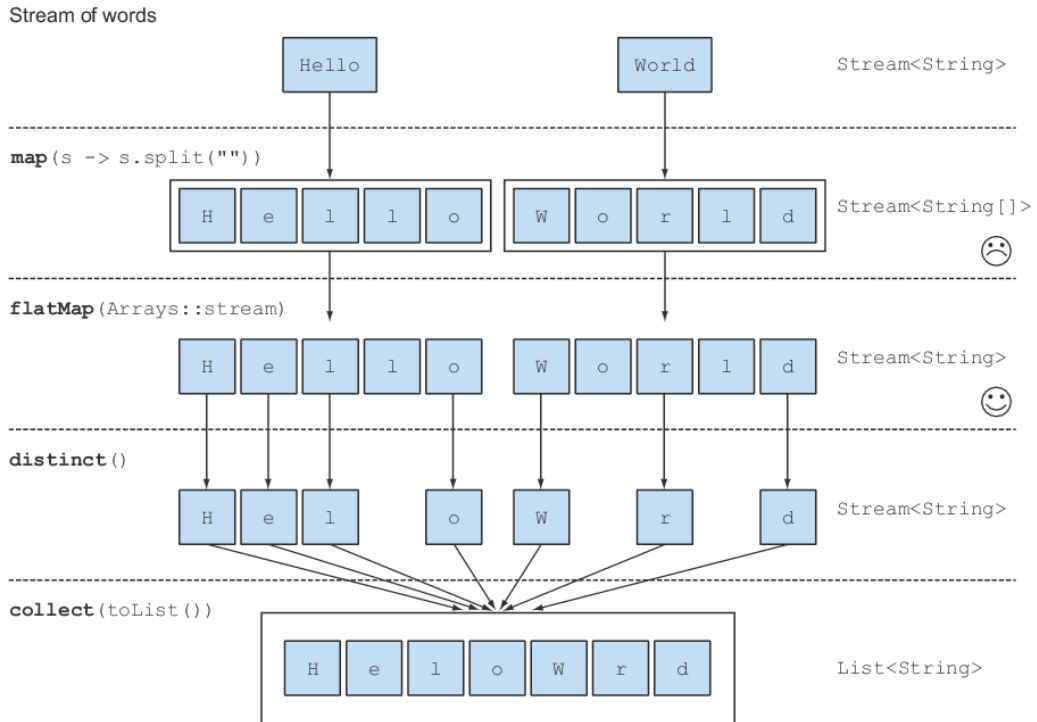 Stream of words
Hello World Stream<String>
map(s -> s.split(""))
H e l l o W o r l d Stream<String[]>
flatMap(Arrays::stream)
H e l l o W o r l d Stream<String>
distinct()
H e l o W r d Stream<String>
collect(toList())
H e l o W r d List<String>